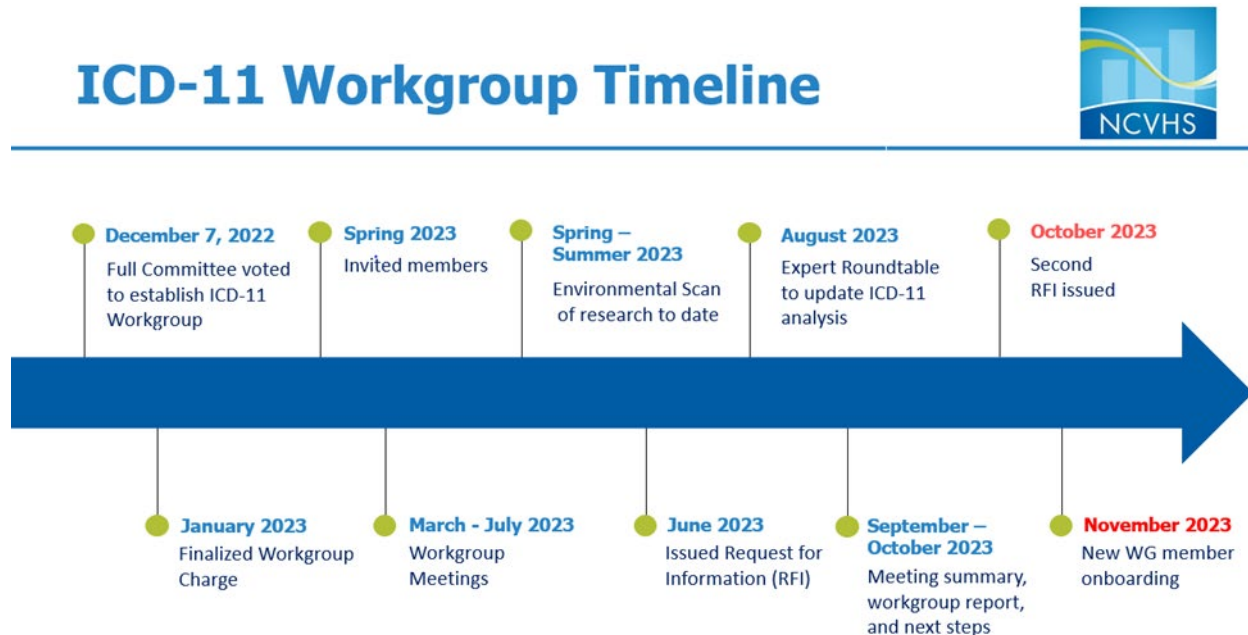 ICD-11 Workgroup Timeline
NCVHS
December 7, 2022
Full Committee voted
to establish ICD-11
Workgroup
Spring 2023
Invited members
Spring –
Summer 2023
Environmental Scan
of research to date
August 2023
Expert Roundtable
to update ICD-11
analysis
October 2023
Second
RFI issued
January 2023
Finalized Workgroup
Charge
March - July 2023
Workgroup
Meetings
June 2023
Issued Request for
Information (RFI)
September –
October 2023
Meeting summary,
workgroup report,
and next steps
November 2023
New WG member
onboarding